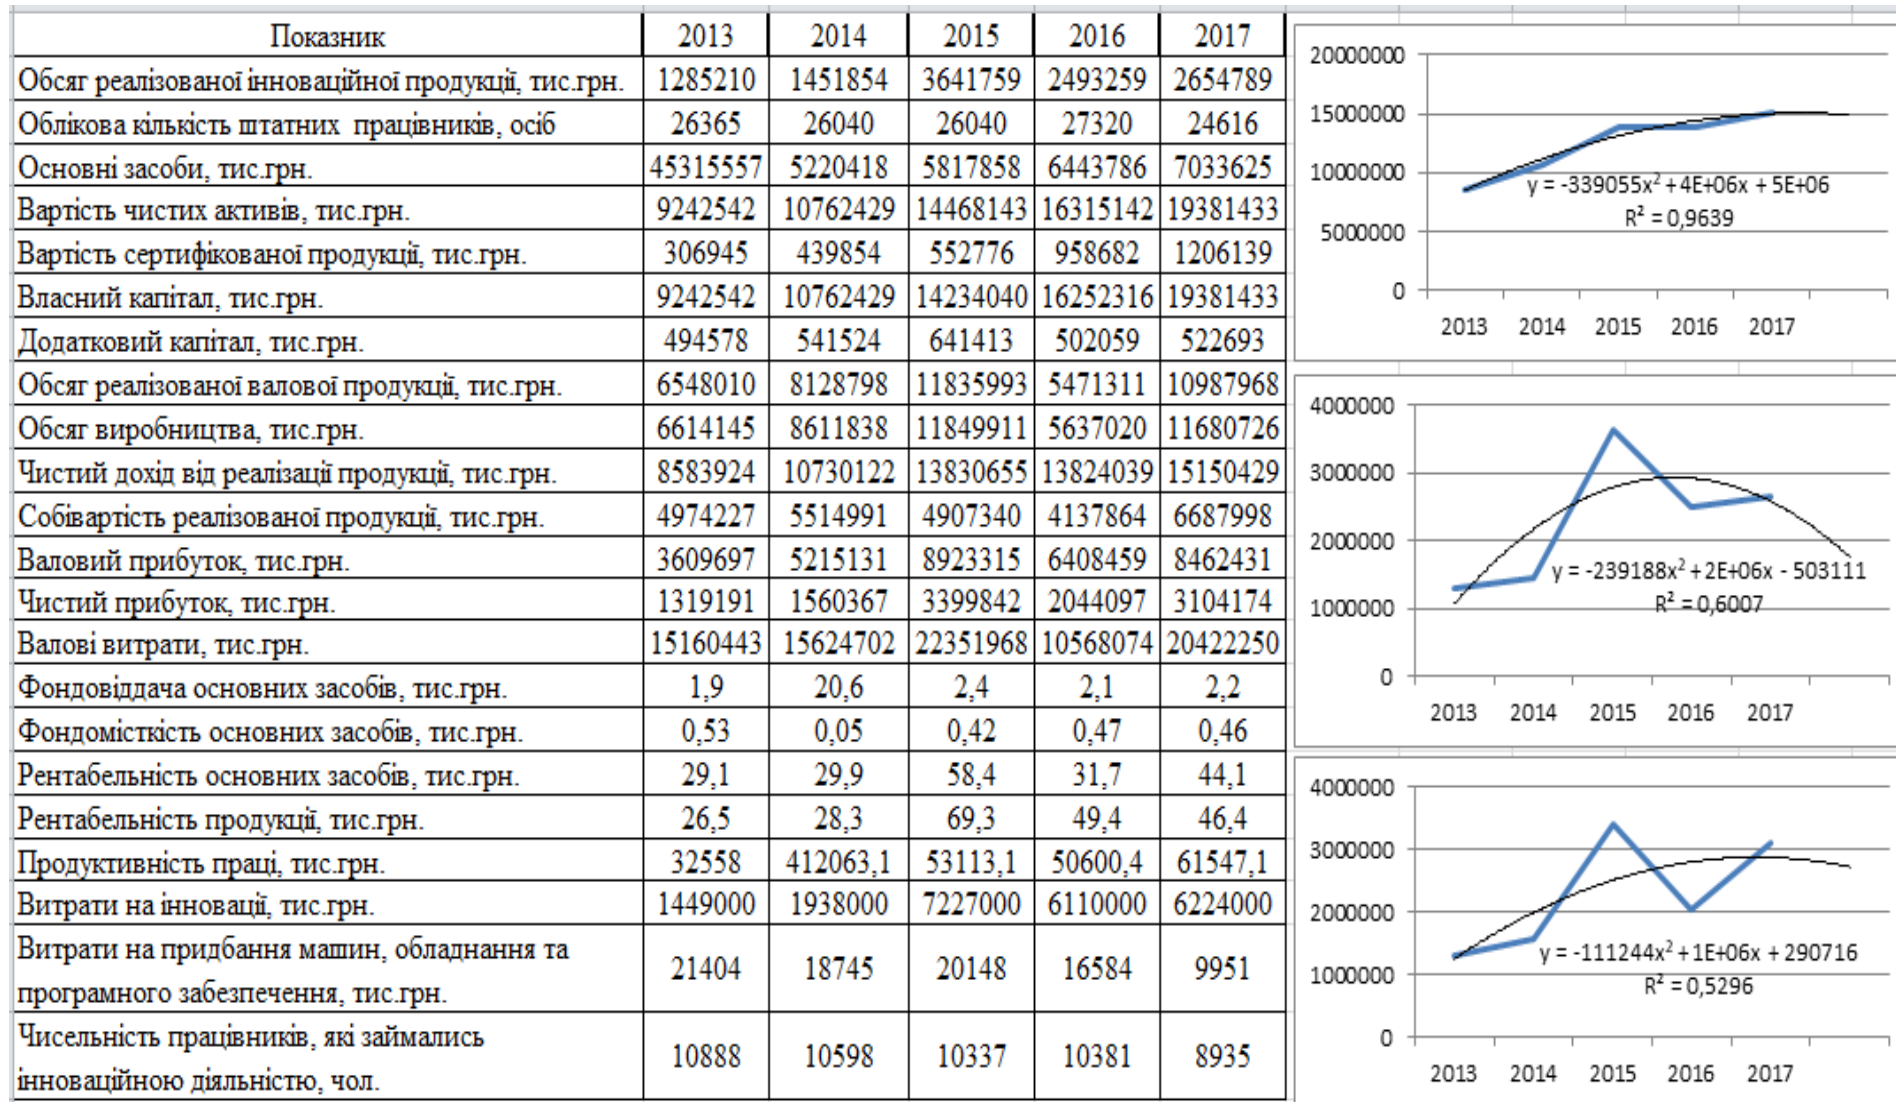 Показник 2013 2014 2015 2016 2017
Обсяг реалізованої інноваційної продукції, тис.грн. 1285210 1451854 3641759 2493259 2654789
Облікова кількість штатних працівників, осіб 26365 26040 26040 27320 24616
Основні засоби, тис.грн. 45315557 5220418 5817858 6443786 7033625
Вартість чистих активів, тис.грн. 9242542 10762429 14468143 16315142 19381433
Вартість сертифікованої продукції, тис.грн. 306945 439854 552776 958682 1206139
Власний капітал, тис.грн. 9242542 10762429 14234040 16252316 19381433
Додатковий капітал, тис.грн. 494578 541524 641413 502059 522693
Обсяг реалізованої валової продукції, тис.грн. 6548010 8128798 11835993 5471311 10987968
Обсяг виробництва, тис.грн. 6614145 8611838 11849911 5637020 11680726
Чистий дохід від реалізації продукції, тис.грн. 8583924 10730122 13830655 13824039 15150429
Собівартість реалізованої продукції, тис.грн. 4974227 5514991 4907340 4137864 6687998
Валовий прибуток, тис.грн. 3609697 5215131 8923315 6408459 8462431
Чистий прибуток, тис.грн. 1319191 1560367 3399842 2044097 3104174
Валові витрати, тис.грн. 15160443 15624702 22351968 10568074 20422250
Фондовіддача основних засобів, тис.грн. 1,9 20,6 2,4 2,1 2,2
Фондомісткість основних засобів, тис.грн. 0,53 0,05 0,42 0,47 0,46
Рентабельність основних засобів, тис.грн. 29,1 29,9 58,4 31,7 44,1
Рентабельність продукції, тис.грн. 26,5 28,3 69,3 49,4 46,4
Продуктивність праці, тис.грн. 32558 412063,1 53113,1 50600,4 61547,1
Витрати на інновації, тис.грн. 1449000 1938000 7227000 6110000 6224000
Витрати на придбання машин, обладнання та
програмного забезпечення, тис.грн. 21404 18745 20148 16584 9951
Чисельність працівників, які займались
інноваційною діяльністю, чол. 10888 10598 10337 10381 8935
20000000
15000000
10000000
y = -339055x² + 4E+06x + 5E+06
R² = 0,9639
5000000
0
2013 2014 2015 2016 2017
4000000
3000000
2000000
y = -239188x² + 2E+06x - 503111
R² = 0,6007
1000000
0
2013 2014 2015 2016 2017
4000000
3000000
2000000
y = -111244x² + 1E+06x + 290716
1000000
R² = 0,5296
0
2013 2014 2015 2016 2017